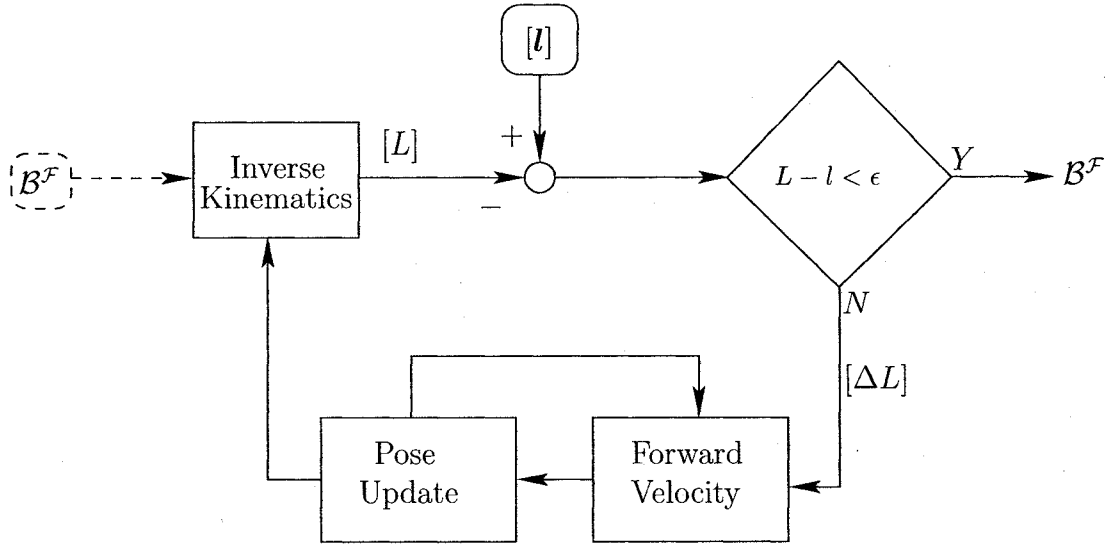 [l]
+
[L]
Inverse
Kinematics
−
𝓑^𝓕
L − l < ϵ
Y
𝓑^𝓕
N
[ΔL]
Pose
Update
Forward
Velocity